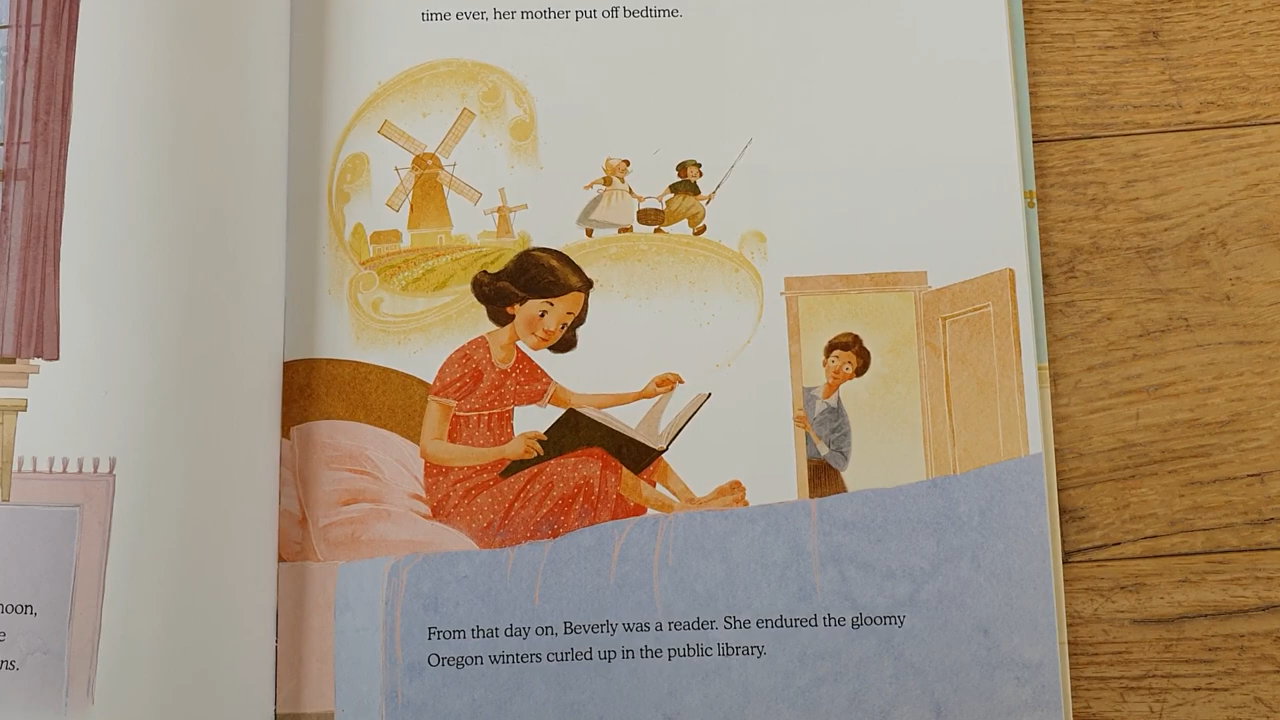 noon,
e
ns.
time ever, her mother put off bedtime.
From that day on, Beverly was a reader. She endured the gloomy
Oregon winters curled up in the public library.